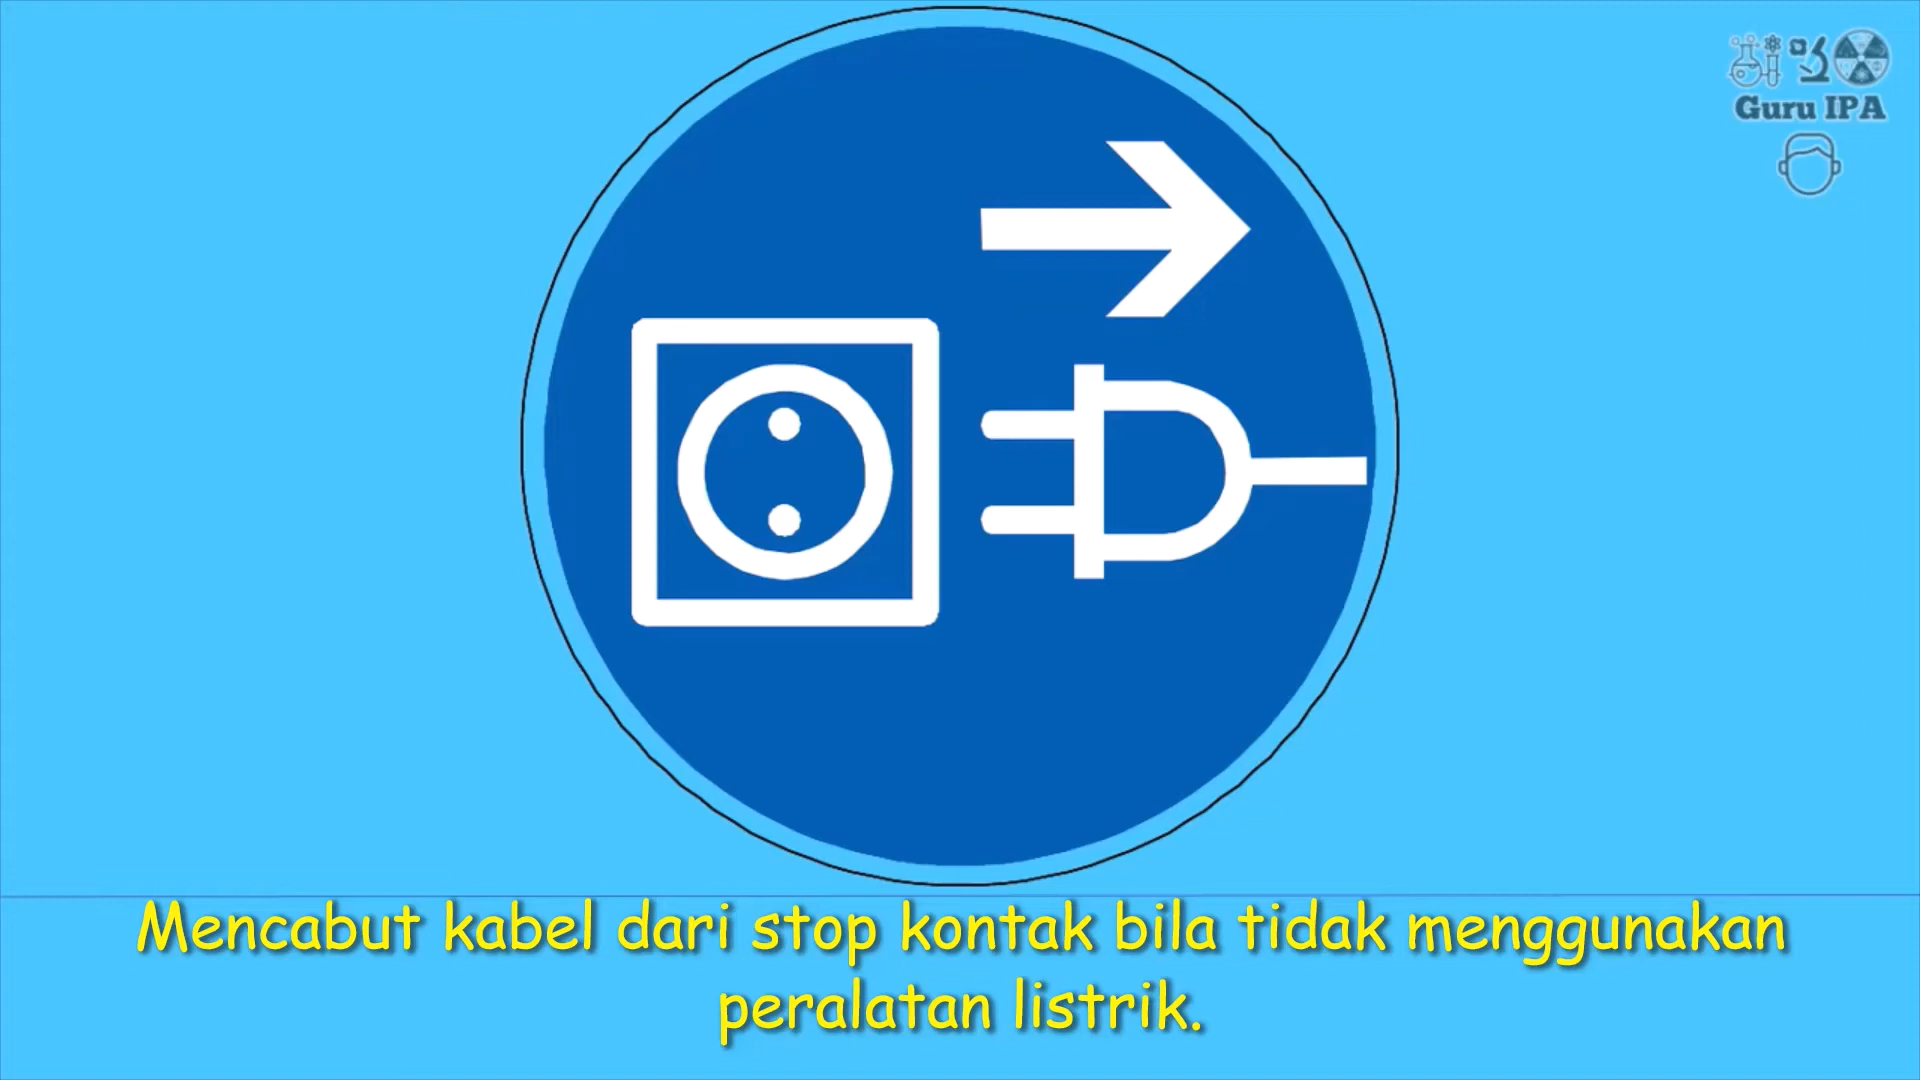 Guru IPA
Mencabut kabel dari stop kontak bila tidak menggunakan
peralatan listrik.